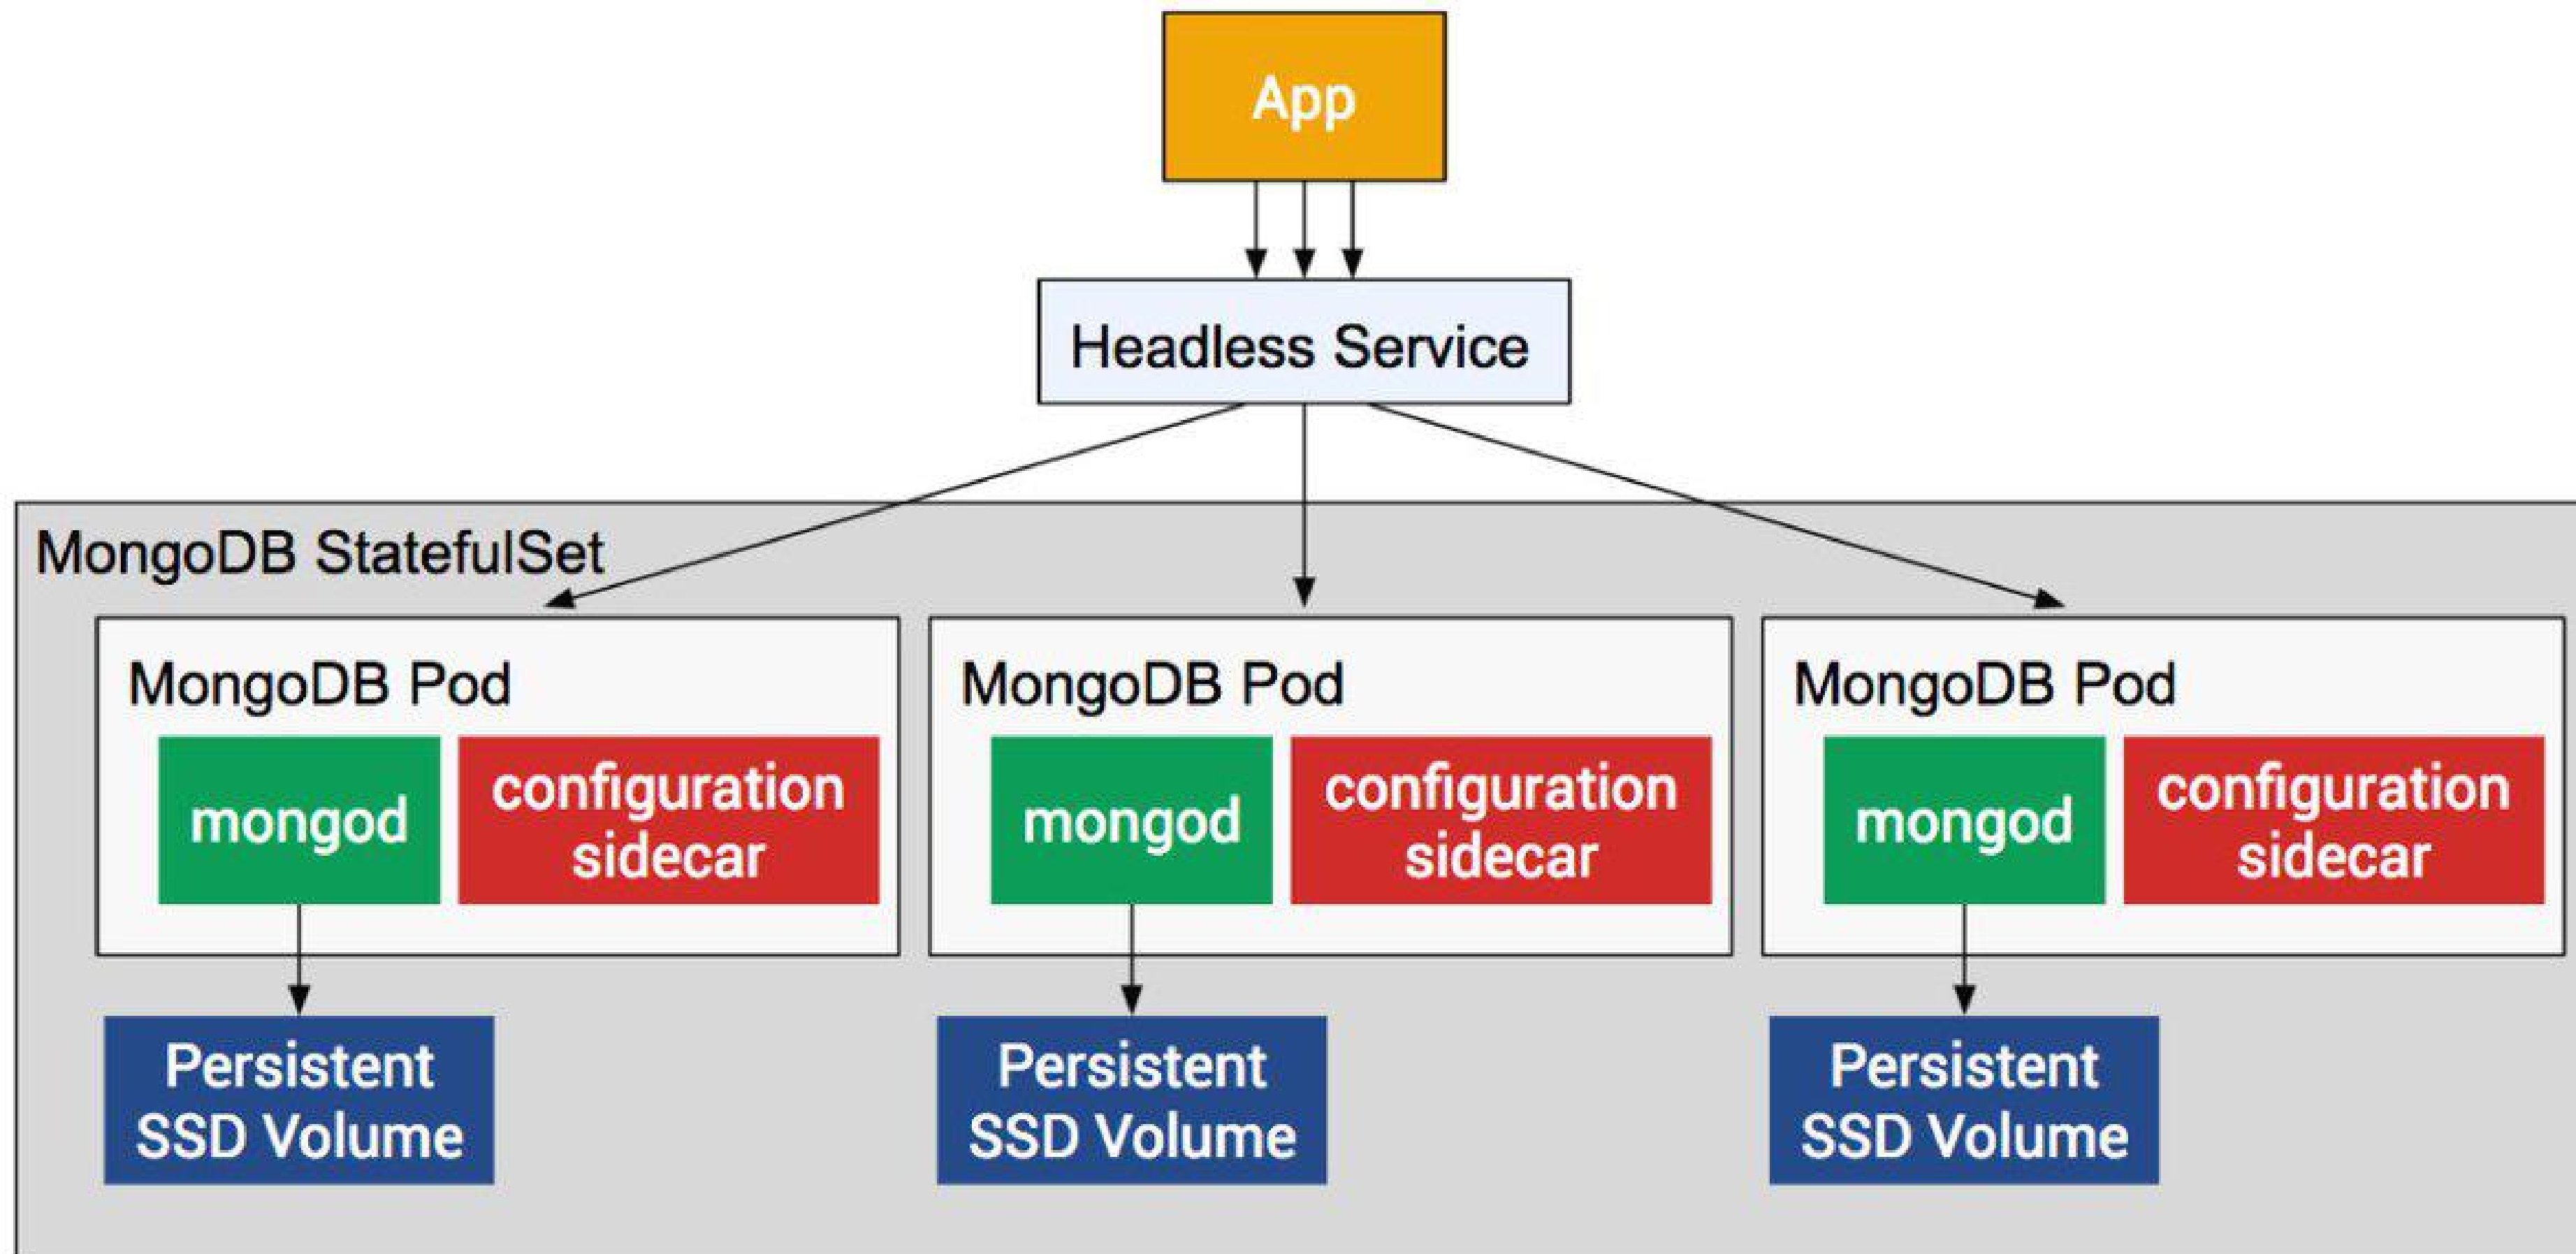 App
Headless Service
MongoDB StatefulSet
MongoDB Pod
mongod
configuration
sidecar
Persistent
SSD Volume
MongoDB Pod
mongod
configuration
sidecar
Persistent
SSD Volume
MongoDB Pod
mongod
configuration
sidecar
Persistent
SSD Volume